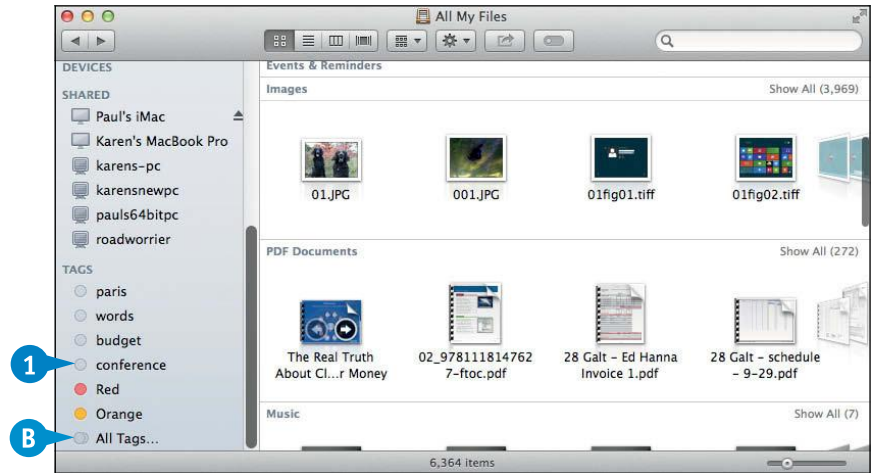 All My Files
DEVICES
SHARED
Paul's iMac
Karen's MacBook Pro
karens-pc
karensnewpc
pauls64bitpc
roadworrier
TAGS
paris
words
budget
1
conference
Red
Orange
B
All Tags...
Events & Reminders
Images
Show All (3,969)
01.JPG
001.JPG
01fig01.tiff
01fig02.tiff
PDF Documents
Show All (272)
The Real Truth
About Cl...r Money
02_978111814762
7-ftoc.pdf
28 Galt – Ed Hanna
Invoice 1.pdf
28 Galt – schedule
– 9-29.pdf
Music
Show All (7)
6,364 items